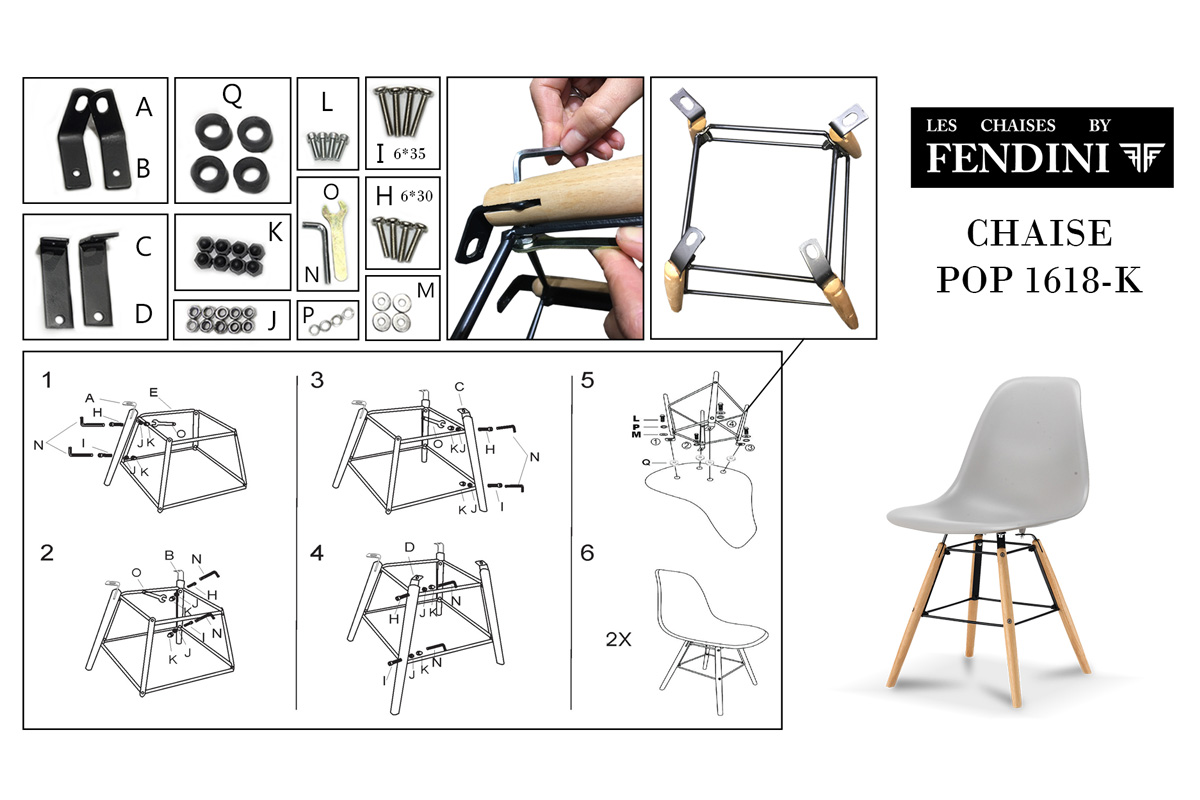 A
B
Q
L
I 6*35
C
D
K
O
N
H 6*30
J
P
M
LES CHAISES BY
FENDINI
CHAISE
POP 1618-K
1
A
E
H
N
J K
O
I
J K
2
B
N
O
H
J
K
N
I
K J
3
C
O
K J
H
N
K J
I
4
D
J K
N
H
J K
N
I
5
L
P
M
1
2
3
4
Q
6
2X